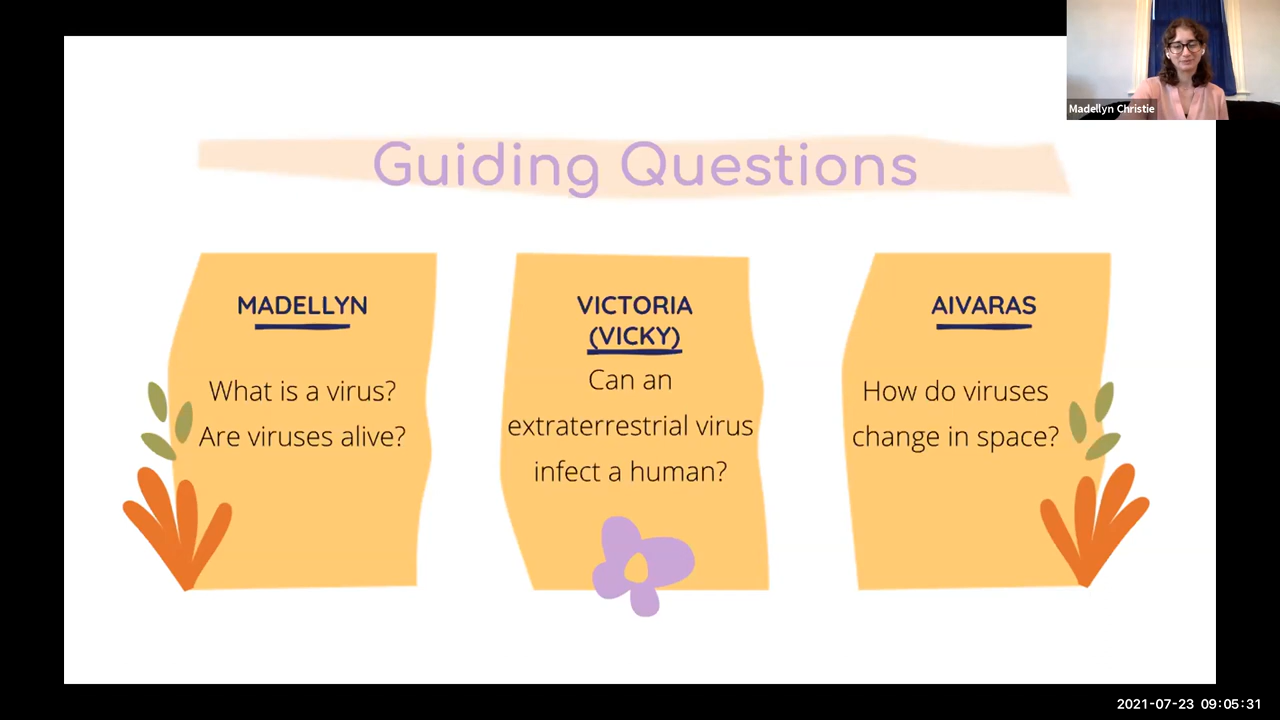 Madellyn Christie
Guiding Questions
MADELLYN
What is a virus?
Are viruses alive?
VICTORIA
(VICKY)
Can an
extraterrestrial virus
infect a human?
AIVARAS
How do viruses
change in space?
2021-07-23 09:05:31